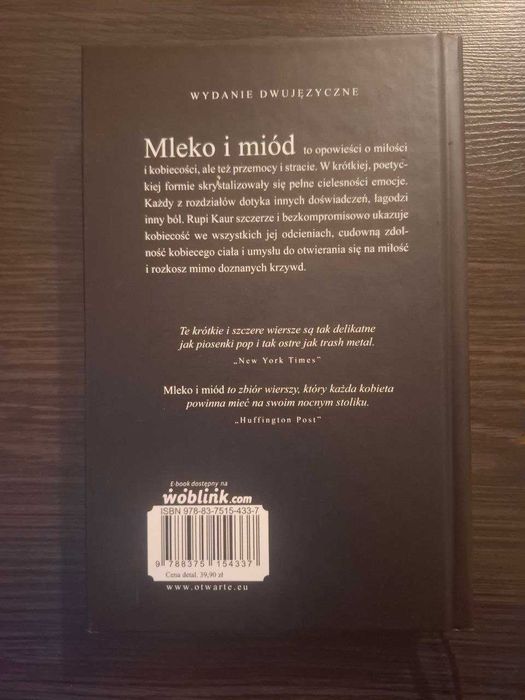 WYDANIE DWUJĘZYCZNE
Mleko i miód to opowieści o miłości
i kobiecości, ale też przemocy i stracie. W krótkiej, poetyc-
kiej formie skrystalizowały się pełne cielesności emocje.
Każdy z rozdziałów dotyka innych doświadczeń, łagodzi
inny ból. Rupi Kaur szczerze i bezkompromisowo ukazuje
kobiecość we wszystkich jej odcieniach, cudowną zdol-
ność kobiecego ciała i umysłu do otwierania się na miłość
i rozkosz mimo doznanych krzywd.
Te krótkie i szczere wiersze są tak delikatne
jak piosenki pop i tak ostre jak trash metal.
„New York Times”
Mleko i miód to zbiór wierszy, który każda kobieta
powinna mieć na swoim nocnym stoliku.
„Huffington Post”
E-book dostępny na
woblink.com
ISBN 978-83-7515-433-7
9 788375 154337
Cena detal. 39,90 zł
www.otwarte.eu